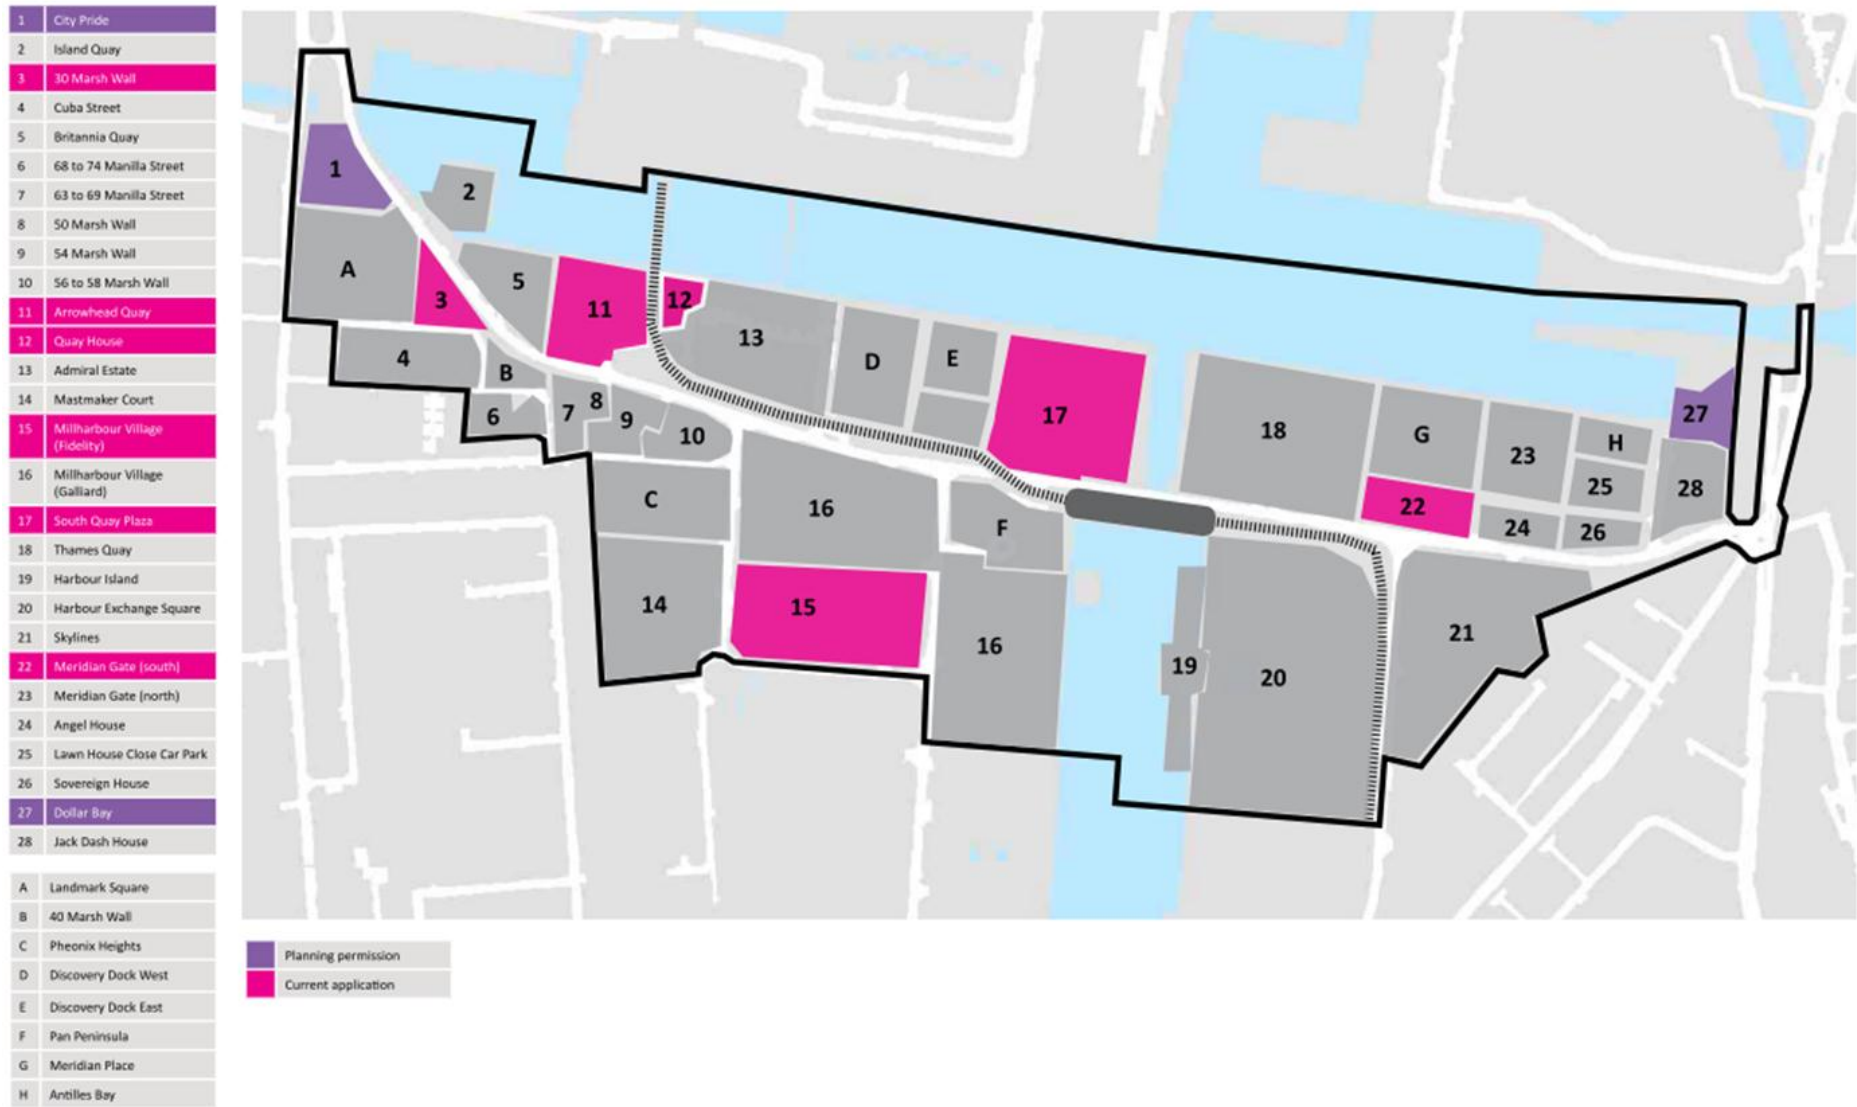 1 City Pride
2 Island Quay
3 30 Marsh Wall
4 Cuba Street
5 Britannia Quay
6 68 to 74 Manilla Street
7 63 to 69 Manilla Street
8 50 Marsh Wall
9 54 Marsh Wall
10 56 to 58 Marsh Wall
11 Arrowhead Quay
12 Quay House
13 Admiral Estate
14 Mastmaker Court
15 Millharbour Village
(Fidelity)
16 Millharbour Village
(Galliard)
17 South Quay Plaza
18 Thames Quay
19 Harbour Island
20 Harbour Exchange Square
21 Skylines
22 Meridian Gate (south)
23 Meridian Gate (north)
24 Angel House
25 Lawn House Close Car Park
26 Sovereign House
27 Dollar Bay
28 Jack Dash House
A Landmark Square
B 40 Marsh Wall
C Pheonix Heights
D Discovery Dock West
E Discovery Dock East
F Pan Peninsula
G Meridian Place
H Antilles Bay
1
2
A
3
5
11
12
13
4
B
D
E
6
7
8
9
10
17
18
G
23
H
27
25
28
C
16
F
22
24
26
14
15
16
19
20
21
Planning permission
Current application